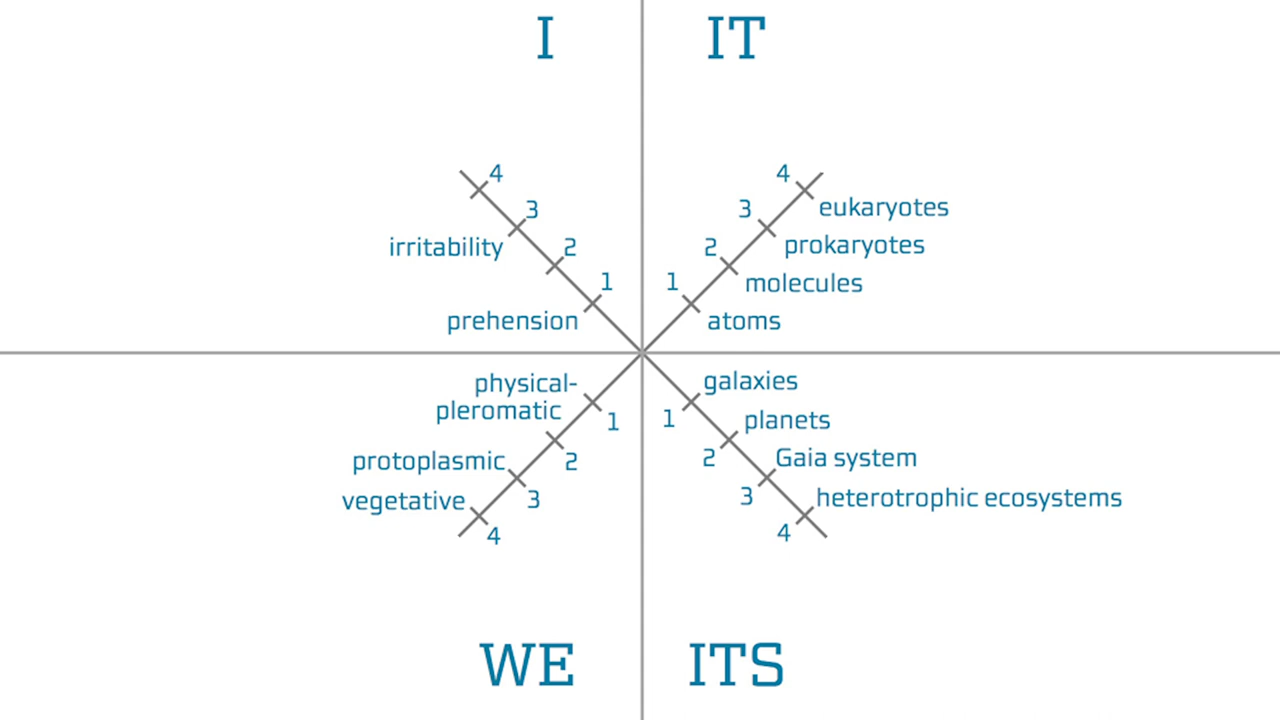 I
IT
4
3
irritability
2
1
prehension
4
eukaryotes
3
prokaryotes
2
molecules
1
atoms
physical-
pleromatic
1
protoplasmic
2
vegetative
3
4
galaxies
1
planets
2
Gaia system
3
heterotrophic ecosystems
4
WE
ITS